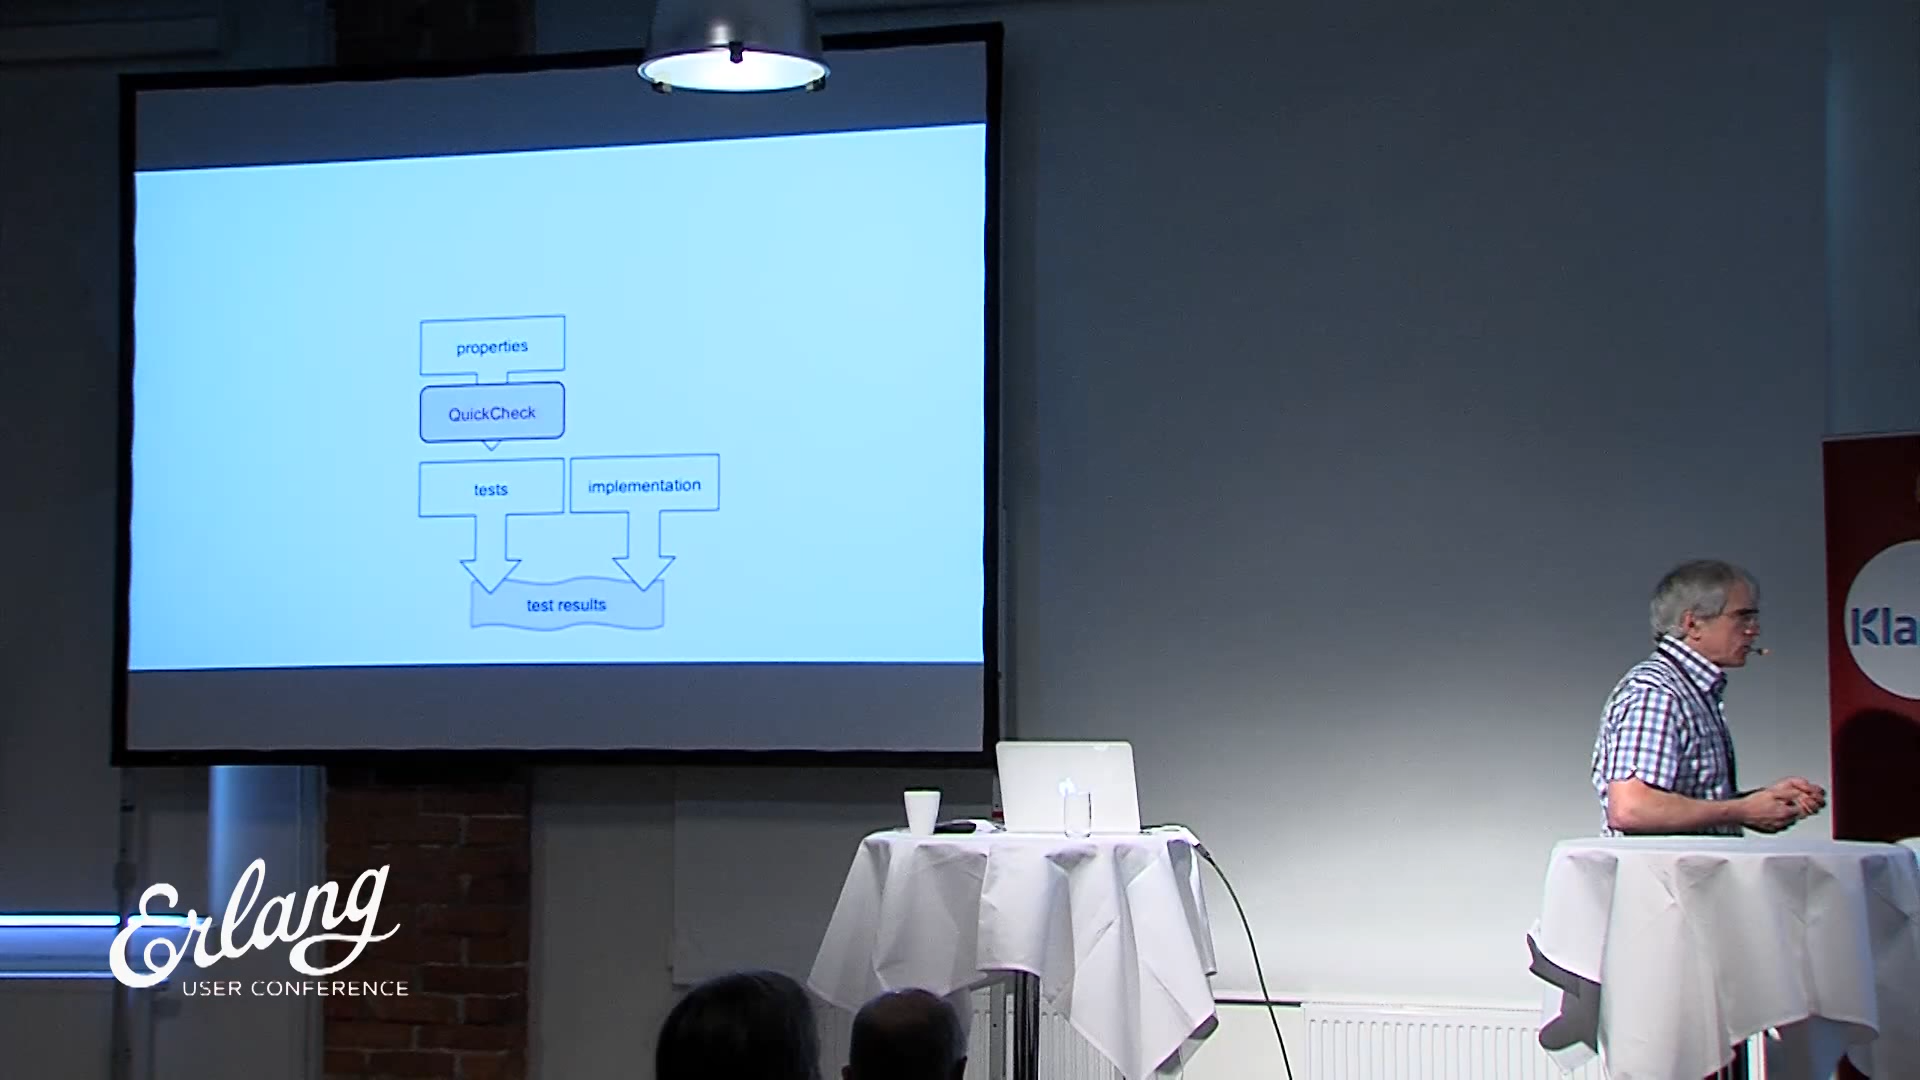 properties
QuickCheck
tests
implementation
test results
Kla
Erlang
USER CONFERENCE